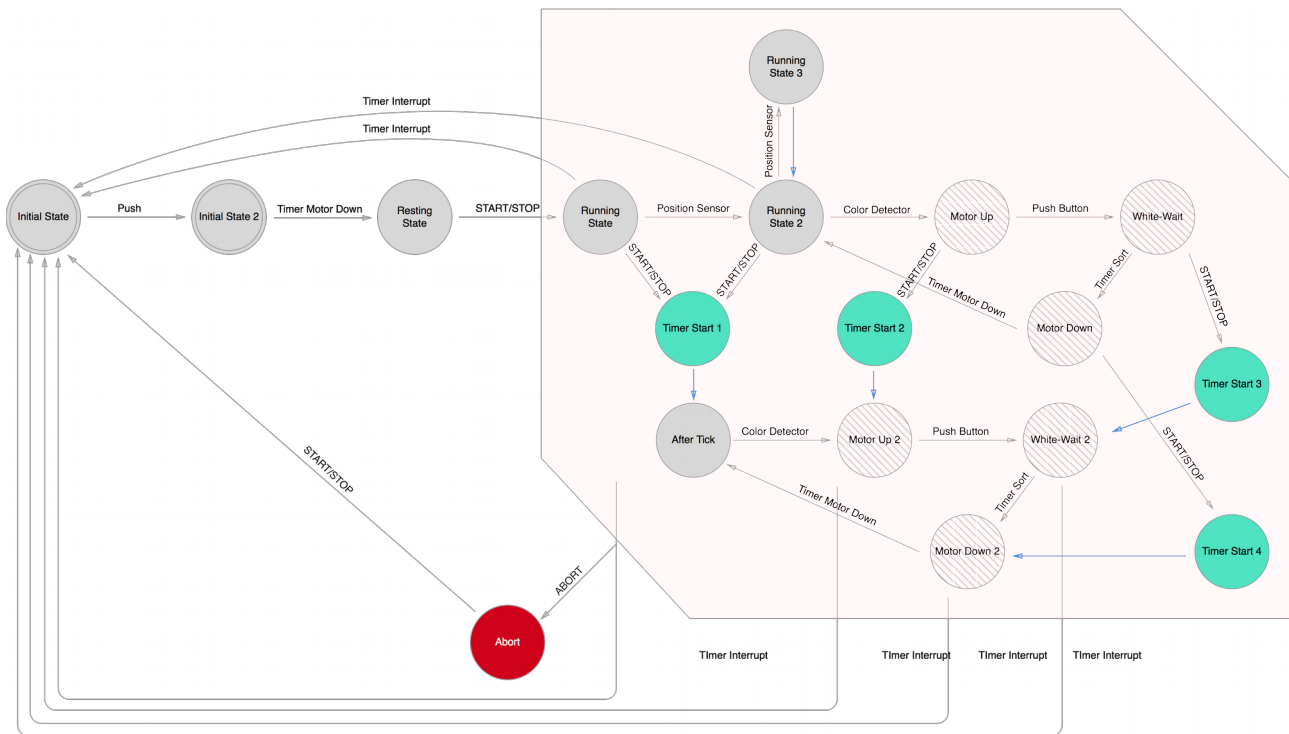 Running
State 3
Timer Interrupt
Timer Interrupt
Position Sensor
Initial State
Push
Initial State 2
Timer Motor Down
Resting
State
START/STOP
Running
State
Position Sensor
Running
State 2
Color Detector
Motor Up
Push Button
White-Wait
START/STOP
START/STOP
START/STOP
Timer Sort
START/STOP
Timer Motor Down
Timer Start 1
Timer Start 2
Motor Down
Timer Start 3
After Tick
Color Detector
Motor Up 2
Push Button
White-Wait 2
START/STOP
START/STOP
Timer Motor Down
Timer Sort
Motor Down 2
Timer Start 4
ABORT
Abort
TImer Interrupt
TImer Interrupt
TImer Interrupt
TImer Interrupt